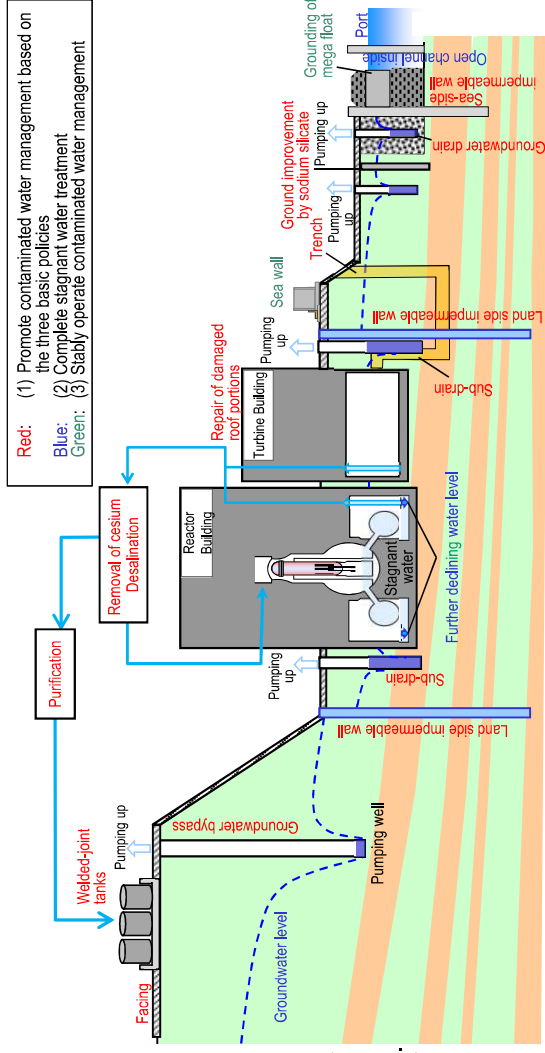 Red: (1) Promote contaminated water management based on
the three basic policies
Blue: (2) Complete stagnant water treatment
Green: (3) Stably operate contaminated water management
Purification
Removal of cesium
Desalination
Welded-joint
tanks
Facing
Pumping up
Groundwater bypass
Groundwater level
Pumping well
Land side impermeable
wall
Pumping
up
Sub-drain
Reactor
Building
Stagnant
water
Further declining water level
Repair of damaged
roof portions
Turbine Building
Pumping
up
Sub-drain
Land side impermeable
wall
Sea wall
Trench
Pumping
up
Ground improvement
by sodium silicate
Pumping up
Groundwater
drain
Sea-side
impermeable wall
Grounding of
mega float
Open channel inside
Port